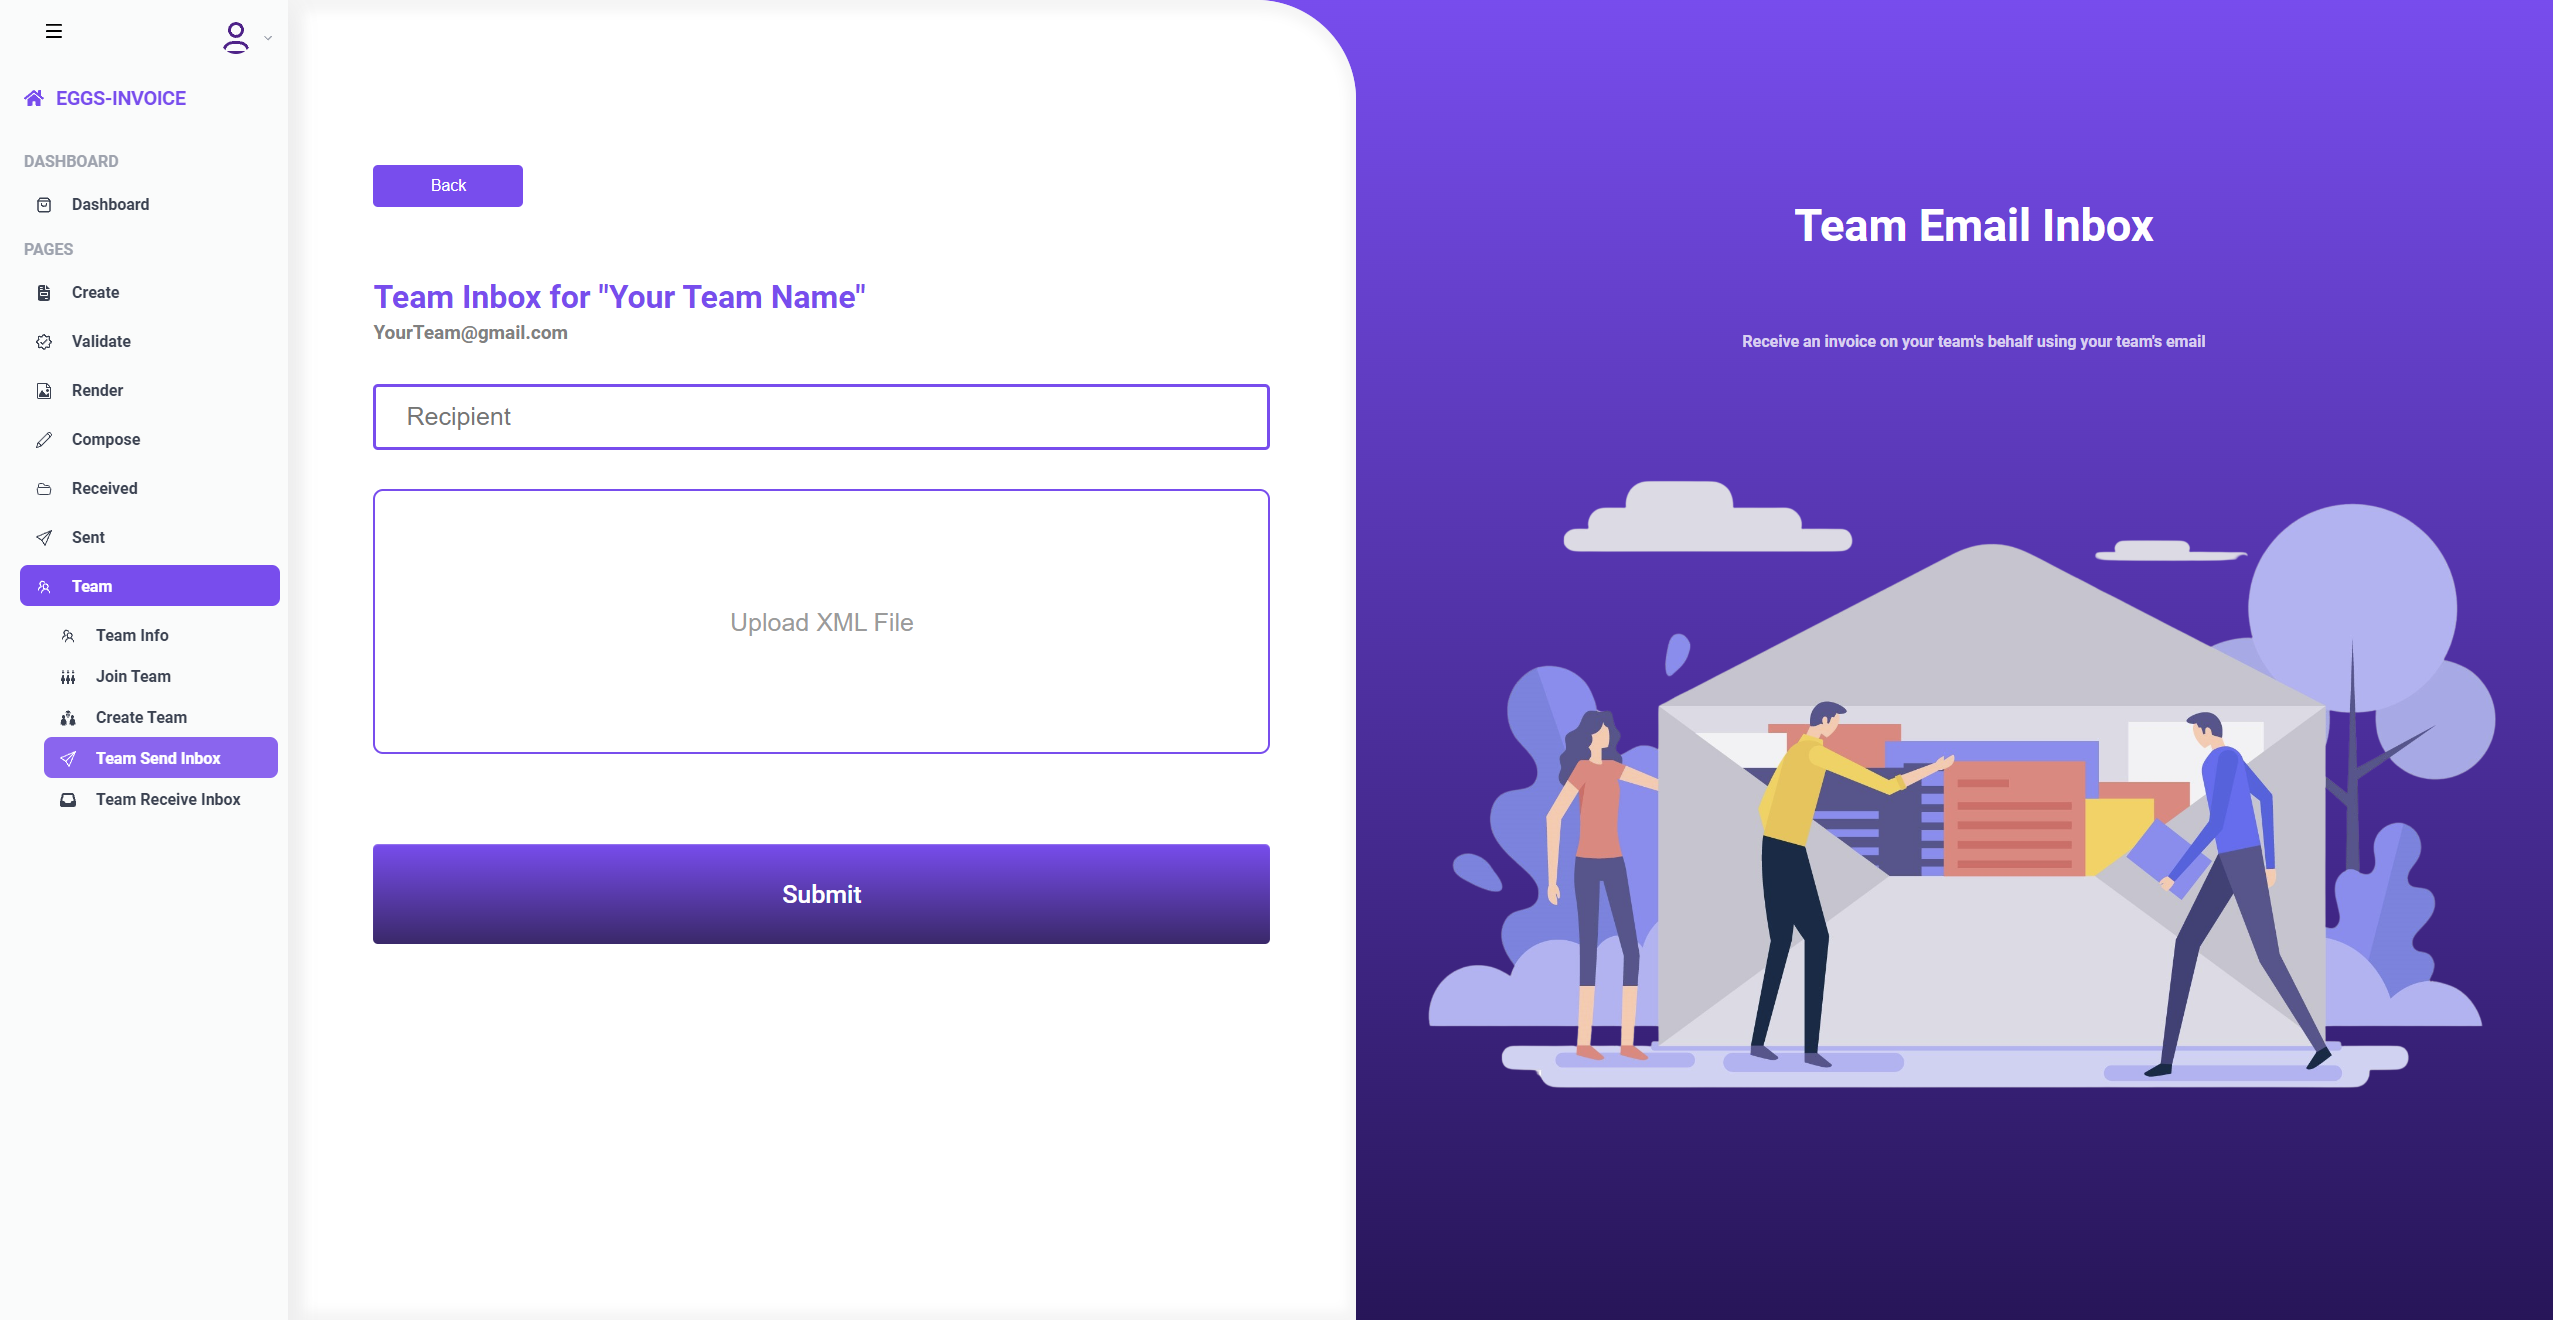 EGGS-INVOICE
DASHBOARD
Dashboard
PAGES
Create
Validate
Render
Compose
Received
Sent
Team
Team Info
Join Team
Create Team
Team Send Inbox
Team Receive Inbox
Back
Team Inbox for "Your Team Name"
YourTeam@gmail.com
Recipient
Upload XML File
Submit
Team Email Inbox
Receive an invoice on your team's behalf using your team's email